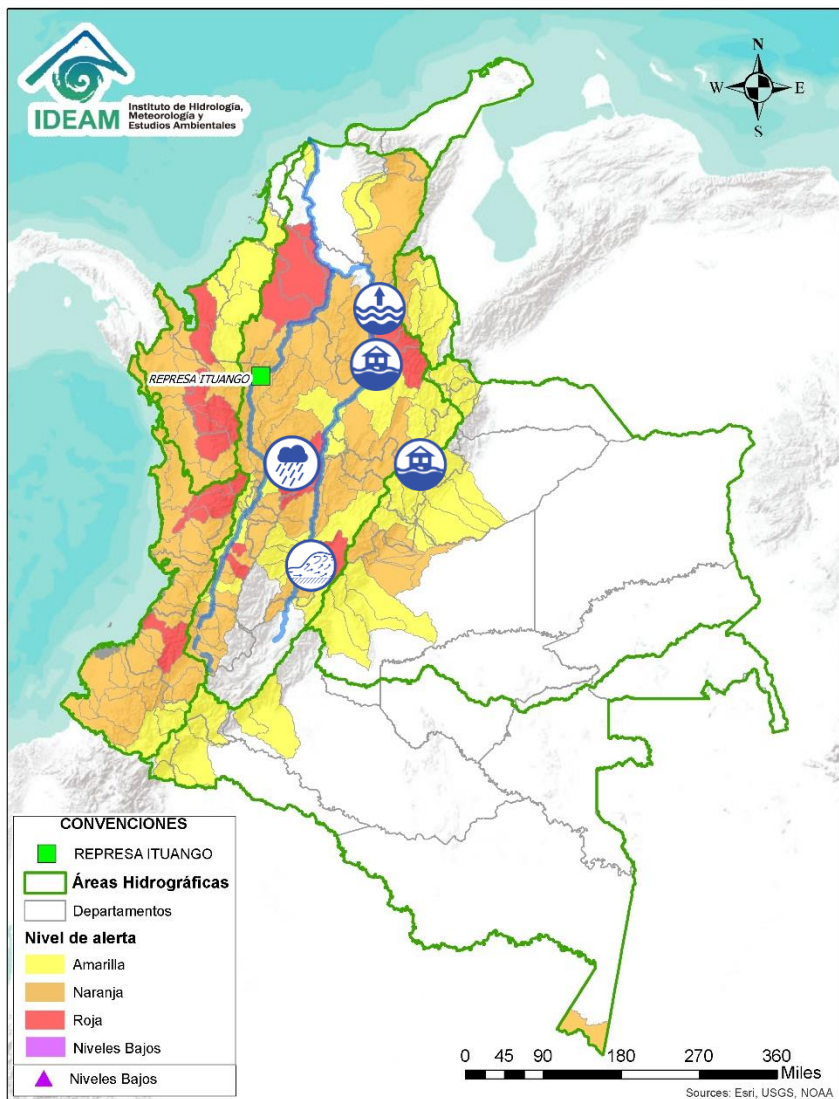 IDEAM
Instituto de Hidrología,
Meteorología y
Estudios Ambientales
N
W E
S
REPRESA ITUANGO
CONVENCIONES
REPRESA ITUANGO
Áreas Hidrográficas
Departamentos
Nivel de alerta
Amarilla
Naranja
Roja
Niveles Bajos
Niveles Bajos
0 45 90 180 270 360
Miles
Sources: Esri, USGS, NOAA